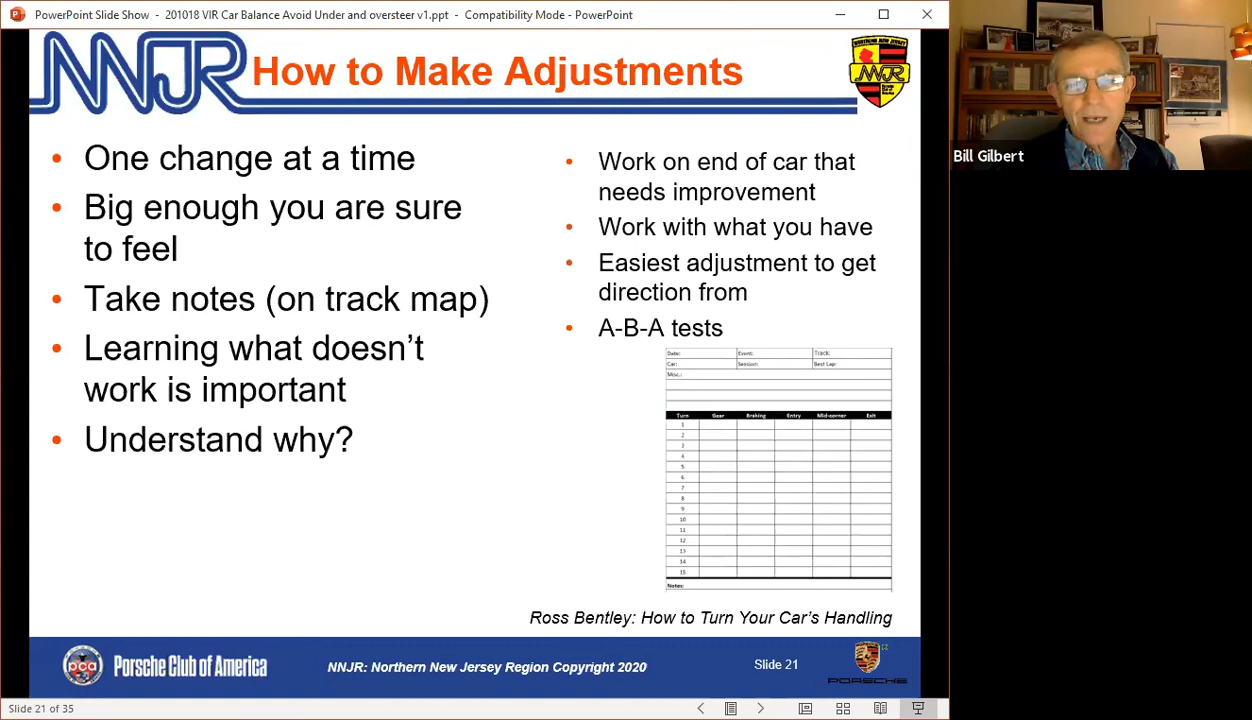 PowerPoint Slide Show - 201018 VIR Car Balance Avoid Under and oversteer v1.ppt - Compatibility Mode - PowerPoint
NNJR
How to Make Adjustments
NNJR
• One change at a time
• Big enough you are sure
to feel
• Take notes (on track map)
• Learning what doesn’t
work is important
• Understand why?
• Work on end of car that
needs improvement
• Work with what you have
• Easiest adjustment to get
direction from
• A-B-A tests
Date: Event: Track:
Car: Session: Best Lap:
Misc.:
Turn Gear Braking Entry Mid-corner Exit
1
2
3
4
5
6
7
8
9
10
11
12
13
14
15
Notes:
Ross Bentley: How to Turn Your Car’s Handling
pca Porsche Club of America
NNJR: Northern New Jersey Region Copyright 2020
Slide 21
PORSCHE
Slide 21 of 35
Bill Gilbert